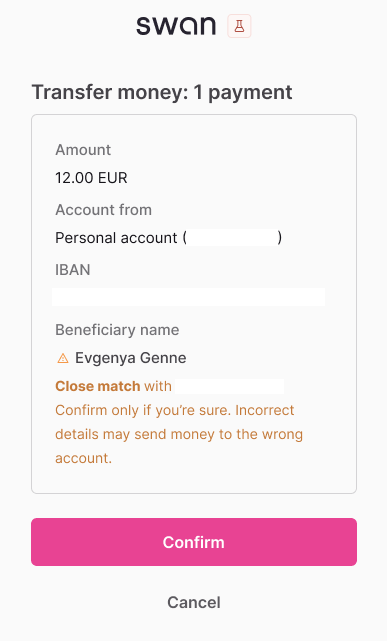 swan
Transfer money: 1 payment
Amount
12.00 EUR
Account from
Personal account ( )
IBAN
Beneficiary name
Evgenya Genne
Close match with
Confirm only if you’re sure. Incorrect
details may send money to the wrong
account.
Confirm
Cancel